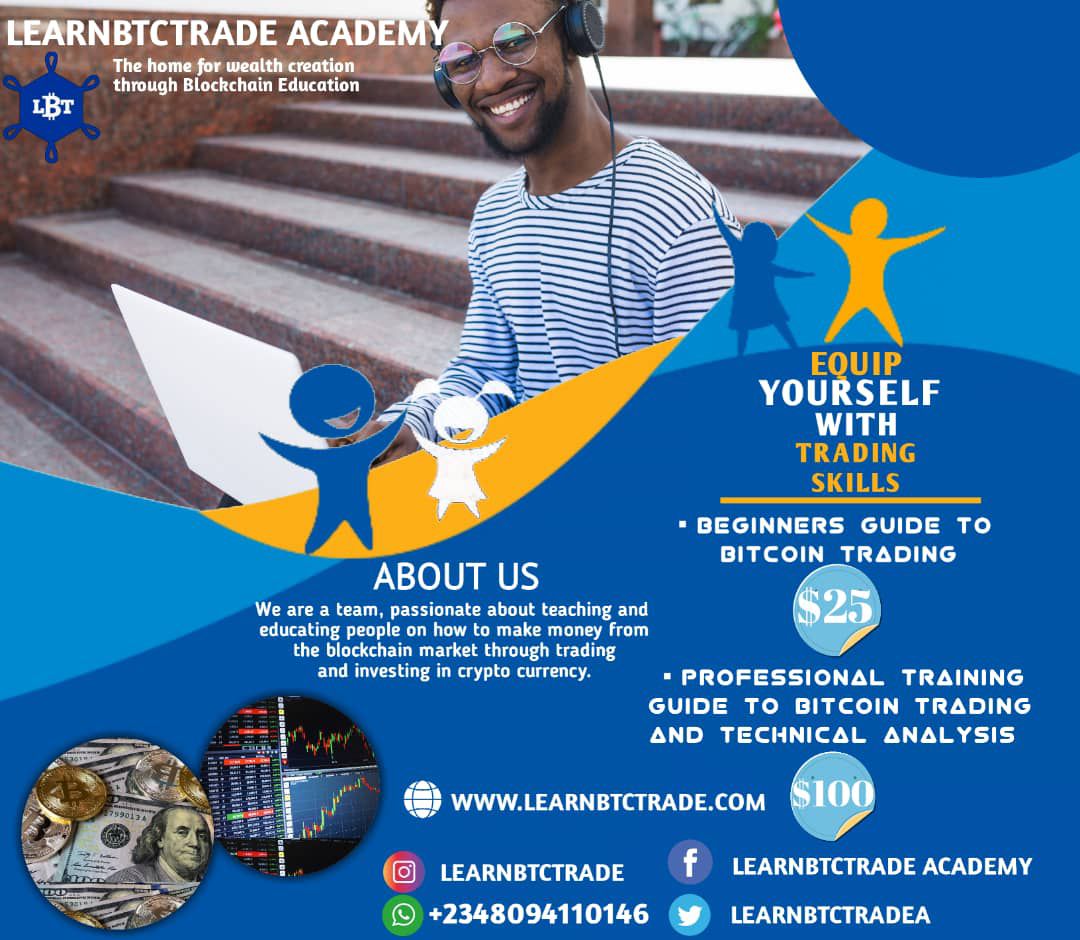 LEARNBTCTRADE ACADEMY
The home for wealth creation
through Blockchain Education
LBT
EQUIP
YOURSELF
WITH
TRADING
SKILLS
▪ BEGINNERS GUIDE TO
BITCOIN TRADING
$25
▪ PROFESSIONAL TRAINING
GUIDE TO BITCOIN TRADING
AND TECHNICAL ANALYSIS
$100
ABOUT US
We are a team, passionate about teaching and
educating people on how to make money from
the blockchain market through trading
and investing in crypto currency.
WWW.LEARNBTCTRADE.COM
LEARNBTCTRADE
LEARNBTCTRADE ACADEMY
+2348094110146
LEARNBTCTRADEA